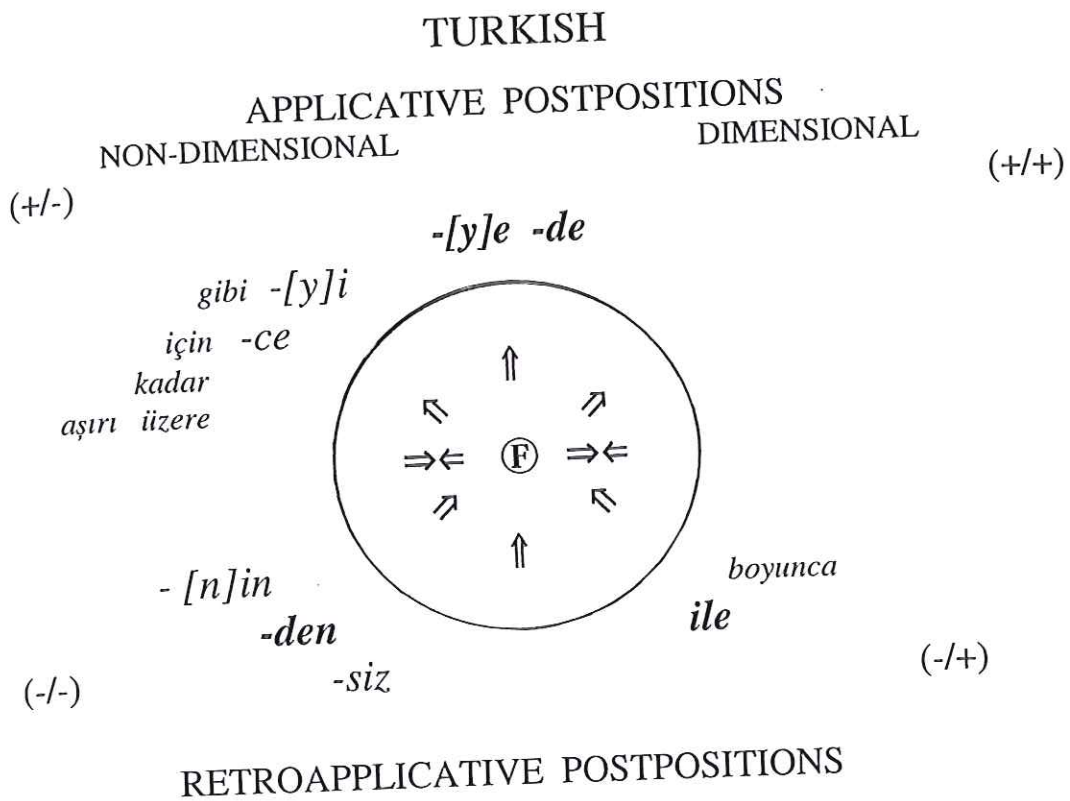 TURKISH
APPLICATIVE POSTPOSITIONS
NON-DIMENSIONAL DIMENSIONAL
(+/-) (+/+)
-[y]e -de
gibi -[y]i
için -ce
kadar
aşırı üzere
⇑
⇖ ⇗
⇒⇐ Ⓕ ⇒⇐
⇗ ⇖
⇑
- [n]in boyunca
-den ile
-siz
(-/-) (-/+)
RETROAPPLICATIVE POSTPOSITIONS